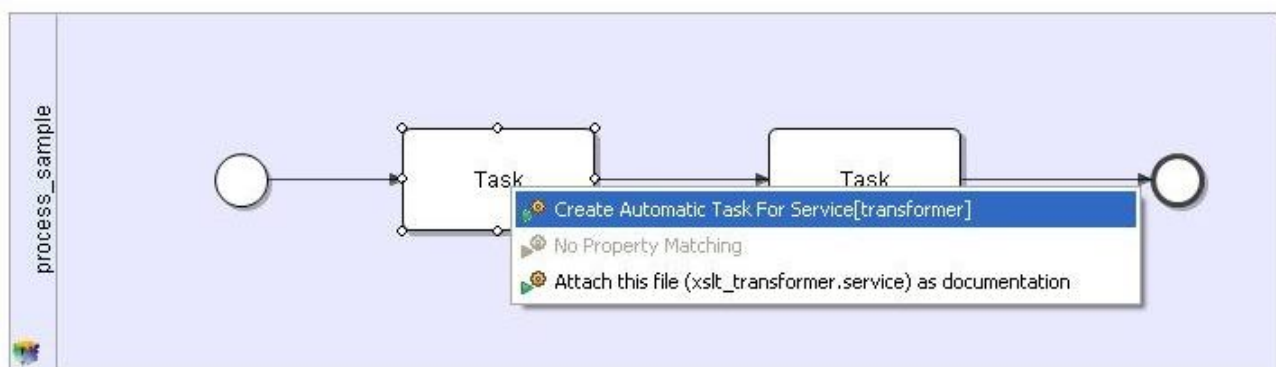 process_sample
Task
Task
Create Automatic Task For Service[transformer]
No Property Matching
Attach this file (xslt_transformer.service) as documentation